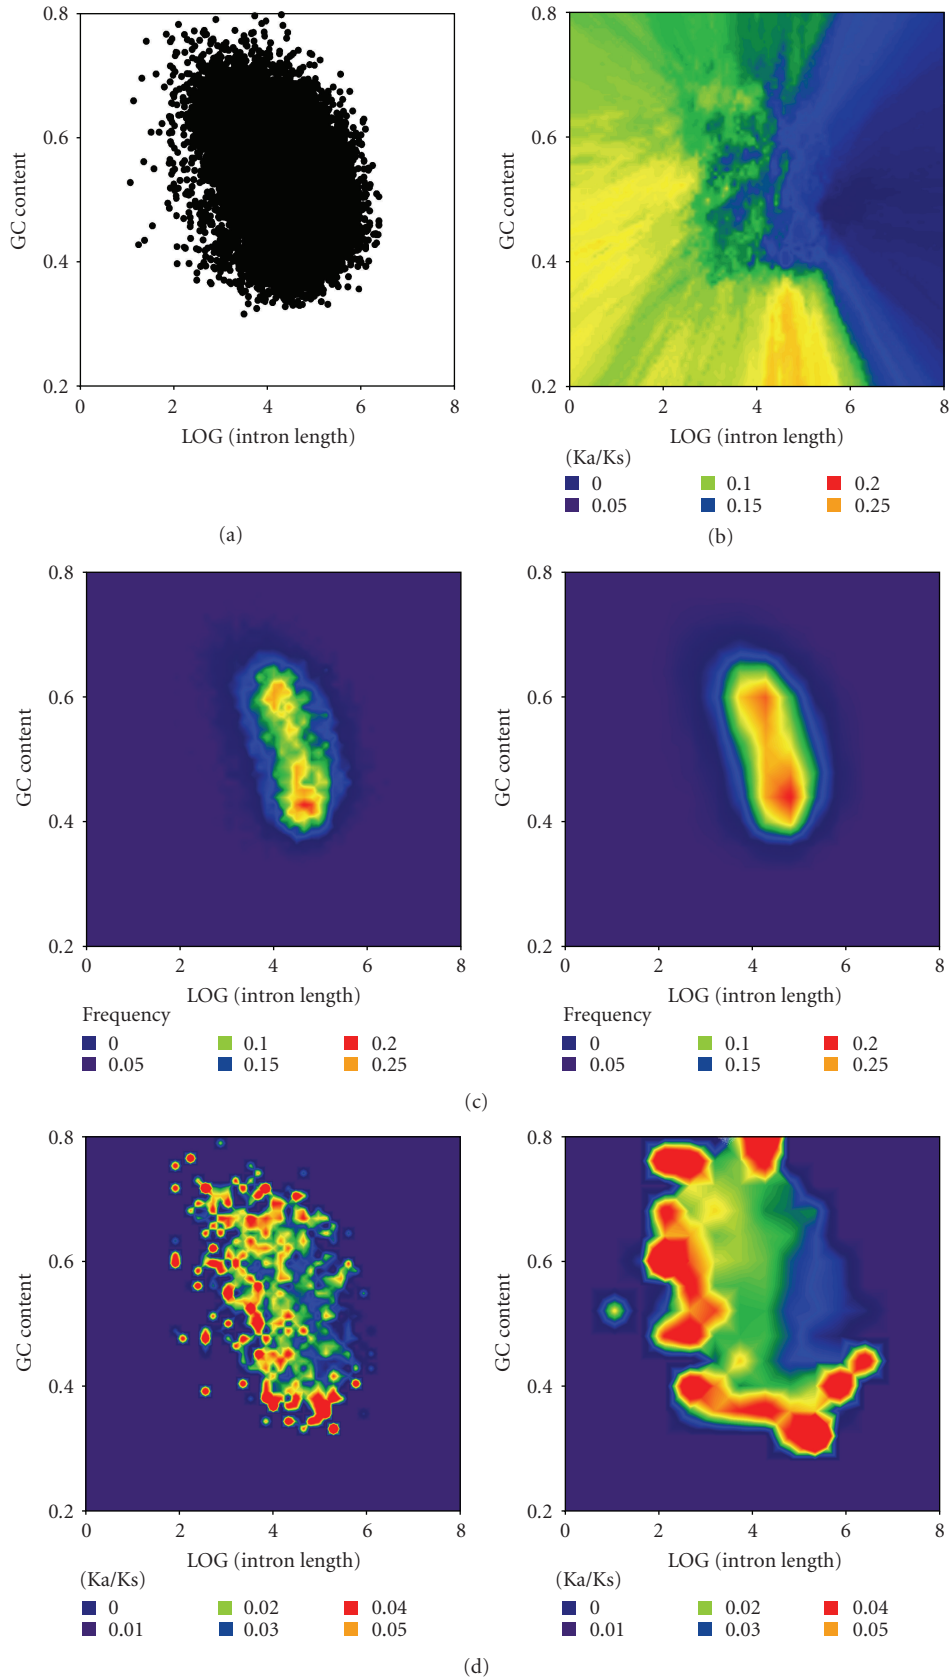 0.8
0.6
0.4
0.2
GC content
0 2 4 6 8
LOG (intron length)
(a)
0.8
0.6
0.4
0.2
GC content
0 2 4 6 8
LOG (intron length)
(Ka/Ks)
0 0.1 0.2
0.05 0.15 0.25
(b)
0.8
0.6
0.4
0.2
GC content
0 2 4 6 8
LOG (intron length)
Frequency
0 0.1 0.2
0.05 0.15 0.25
0.8
0.6
0.4
0.2
GC content
0 2 4 6 8
LOG (intron length)
Frequency
0 0.1 0.2
0.05 0.15 0.25
(c)
0.8
0.6
0.4
0.2
GC content
0 2 4 6 8
LOG (intron length)
(Ka/Ks)
0 0.02 0.04
0.01 0.03 0.05
0.8
0.6
0.4
0.2
GC content
0 2 4 6 8
LOG (intron length)
(Ka/Ks)
0 0.02 0.04
0.01 0.03 0.05
(d)